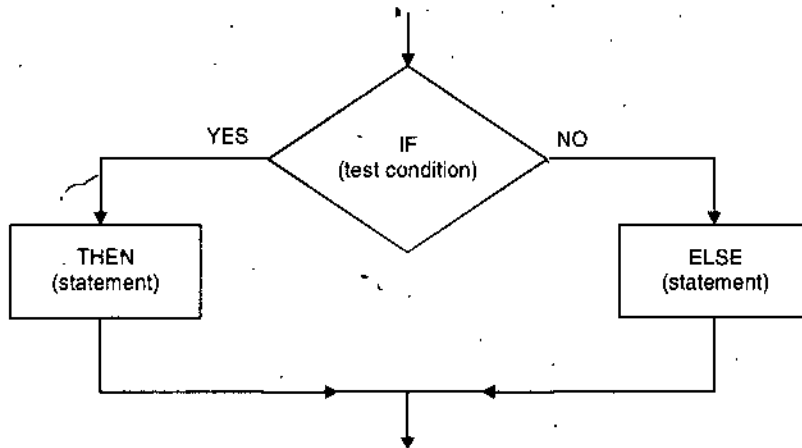 YES
IF
(test condition)
NO
THEN
(statement)
ELSE
(statement)